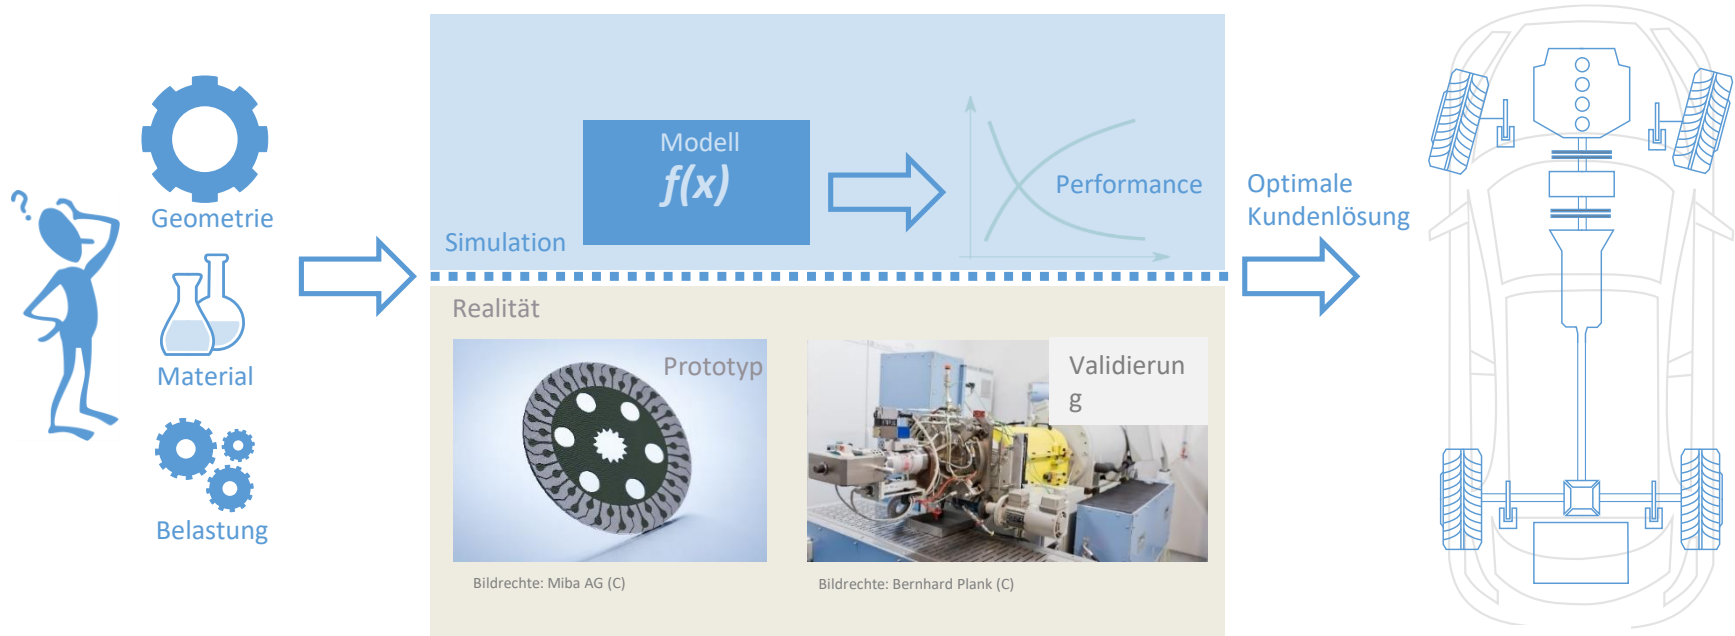 ?
Geometrie
Material
Belastung
Simulation
Modell
f(x)
Performance
Realität
Prototyp
Validierun
g
Bildrechte: Miba AG (C)
Bildrechte: Bernhard Plank (C)
Optimale
Kundenlösung